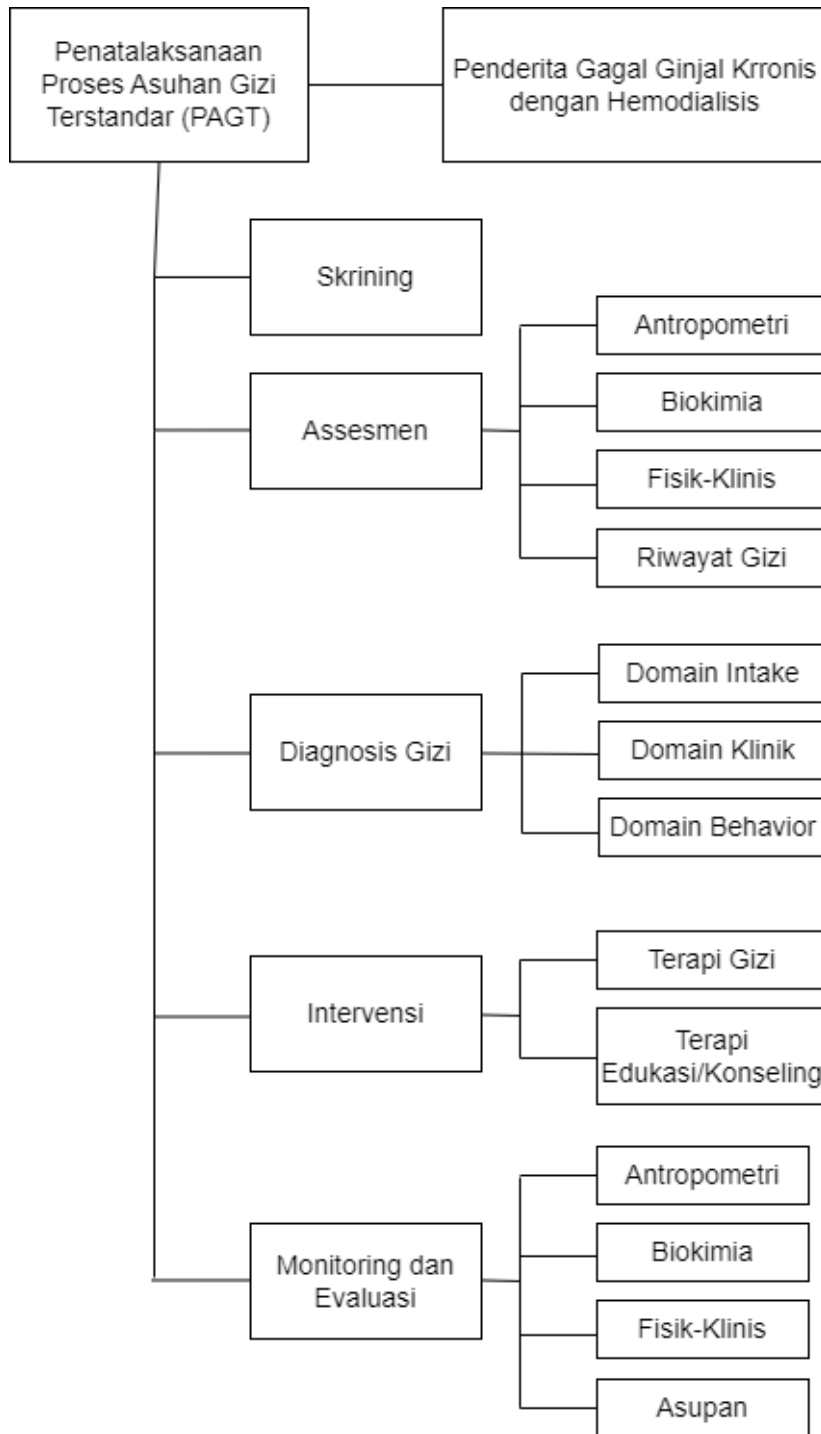 Penatalaksanaan
Proses Asuhan Gizi
Terstandar (PAGT)
Penderita Gagal Ginjal Krronis
dengan Hemodialisis
Skrining
Assesmen
Antropometri
Biokimia
Fisik-Klinis
Riwayat Gizi
Diagnosis Gizi
Domain Intake
Domain Klinik
Domain Behavior
Intervensi
Terapi Gizi
Terapi
Edukasi/Konseling
Monitoring dan
Evaluasi
Antropometri
Biokimia
Fisik-Klinis
Asupan